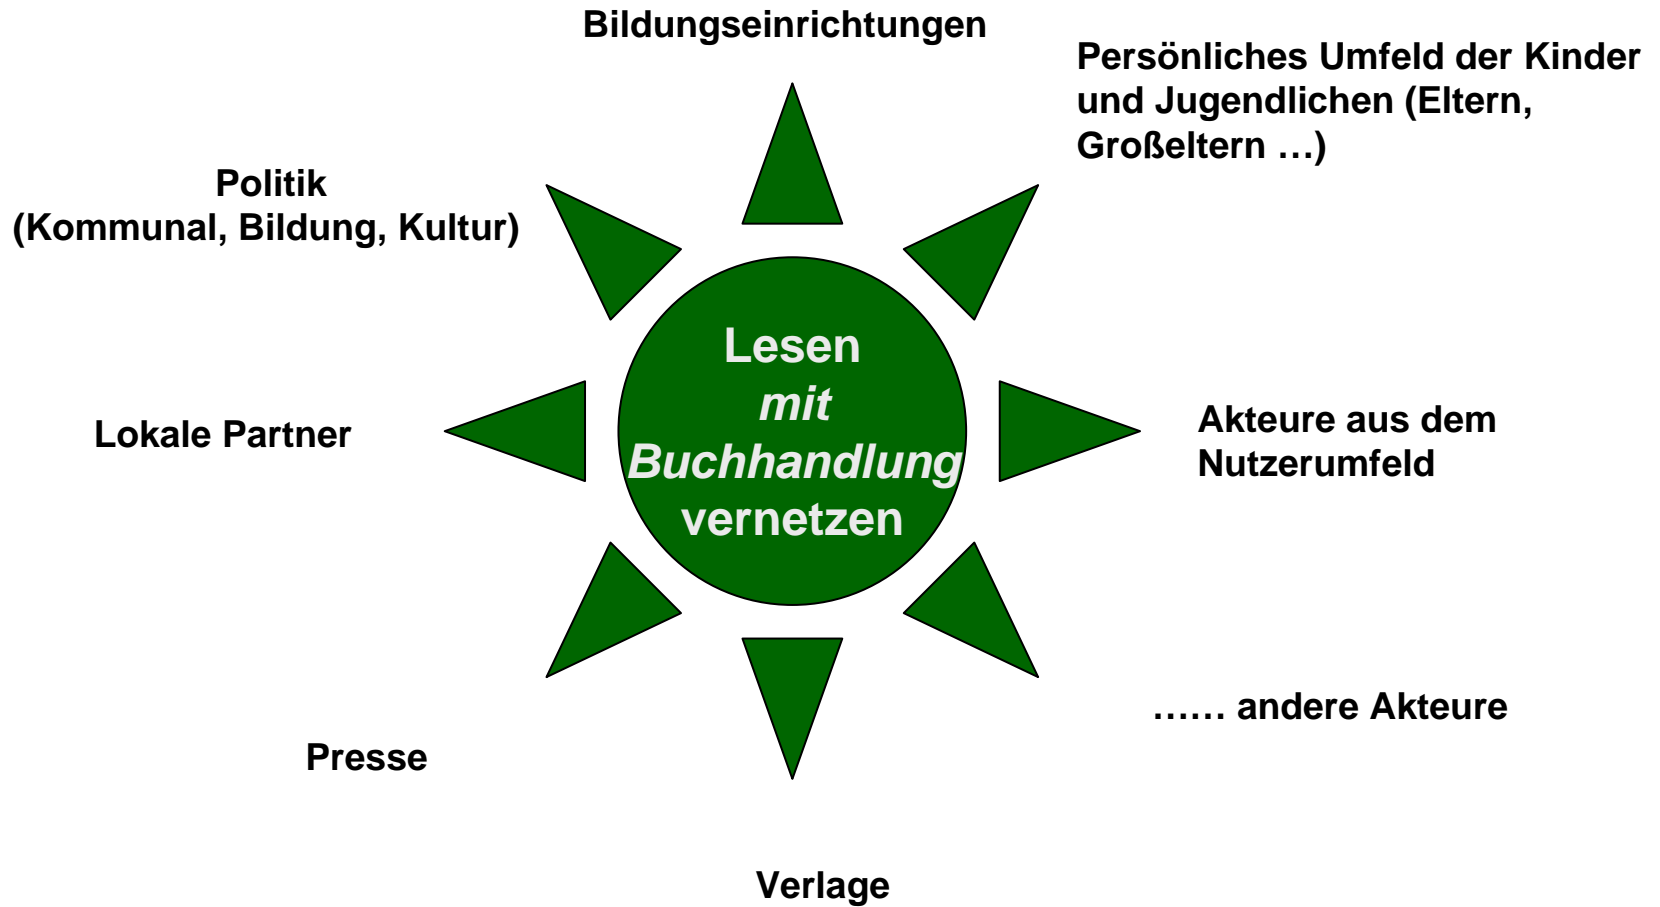 Bildungseinrichtungen
Persönliches Umfeld der Kinder
und Jugendlichen (Eltern,
Großeltern …)
Politik
(Kommunal, Bildung, Kultur)
Lesen
mit
Buchhandlung
vernetzen
Lokale Partner
Akteure aus dem
Nutzerumfeld
…… andere Akteure
Presse
Verlage